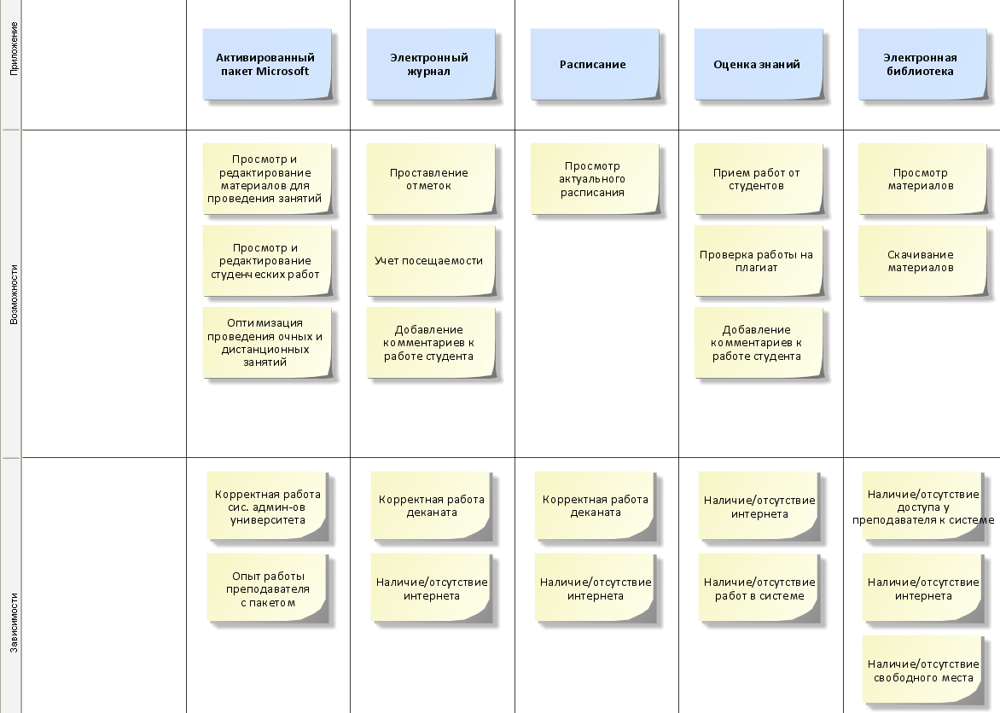 Приложение
Активированный
пакет Microsoft
Электронный
журнал
Расписание
Оценка знаний
Электронная
библиотека
Возможности
Просмотр и
редактирование
материалов для
проведения занятий
Проставление
отметок
Просмотр
актуального
расписания
Прием работ от
студентов
Просмотр
материалов
Просмотр и
редактирование
студенческих работ
Учет посещаемости
Проверка работы на
плагиат
Скачивание
материалов
Оптимизация
проведения очных и
дистанционных
занятий
Добавление
комментариев к
работе студента
Добавление
комментариев к
работе студента
Зависимости
Корректная работа
сис. админ-ов
университета
Корректная работа
деканата
Корректная работа
деканата
Наличие/отсутствие
интернета
Наличие/отсутствие
доступа у
преподавателя к системе
Опыт работы
преподавателя
с пакетом
Наличие/отсутствие
интернета
Наличие/отсутствие
интернета
Наличие/отсутствие
работ в системе
Наличие/отсутствие
интернета
Наличие/отсутствие
свободного места